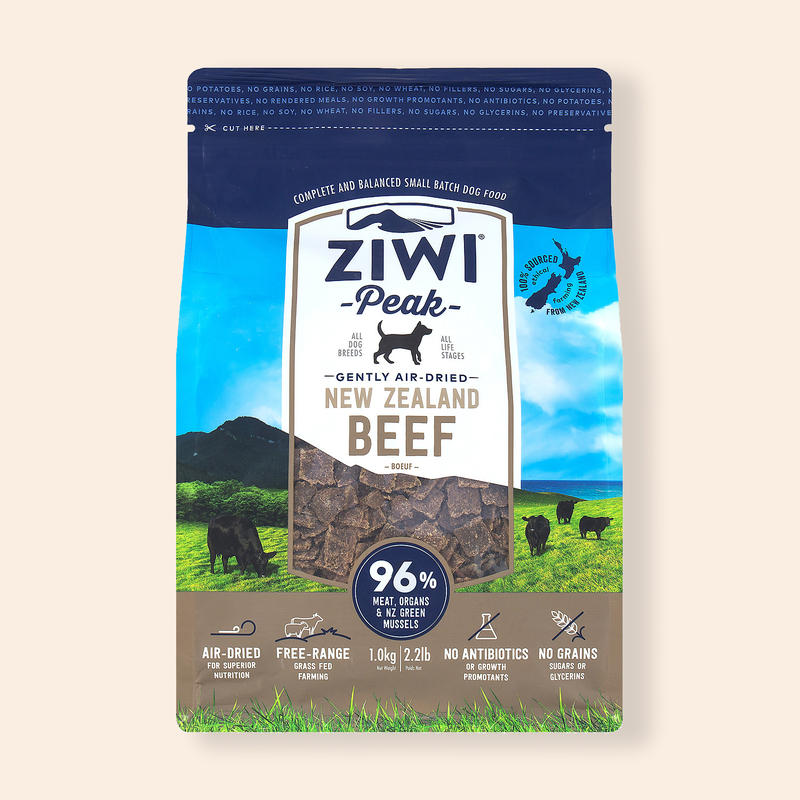 O POTATOES, NO GRAINS, NO RICE, NO SOY, NO WHEAT, NO FILLERS, NO SUGARS, NO GLYCERINS, N
RESERVATIVES, NO RENDERED MEALS, NO GROWTH PROMOTANTS, NO ANTIBIOTICS, NO POTATOES, N
RAINS, NO RICE, NO SOY, NO WHEAT, NO FILLERS, NO SUGARS, NO GLYCERINS, NO PRESERVATIVE
CUT HERE
COMPLETE AND BALANCED SMALL BATCH DOG FOOD
ZIWI®
-Peak-
ALL
DOG
BREEDS
ALL
LIFE
STAGES
100% SOURCED
ethical
farming
FROM NEW ZEALAND
GENTLY AIR-DRIED
NEW ZEALAND
BEEF
- BOEUF -
96%
MEAT, ORGANS
& NZ GREEN
MUSSELS
AIR-DRIED
FOR SUPERIOR
NUTRITION
FREE-RANGE
GRASS FED
FARMING
1.0kg
Net Weight
2.2lb
Poids Net
NO ANTIBIOTICS
OR GROWTH
PROMOTANTS
NO GRAINS
SUGARS OR
GLYCERINS